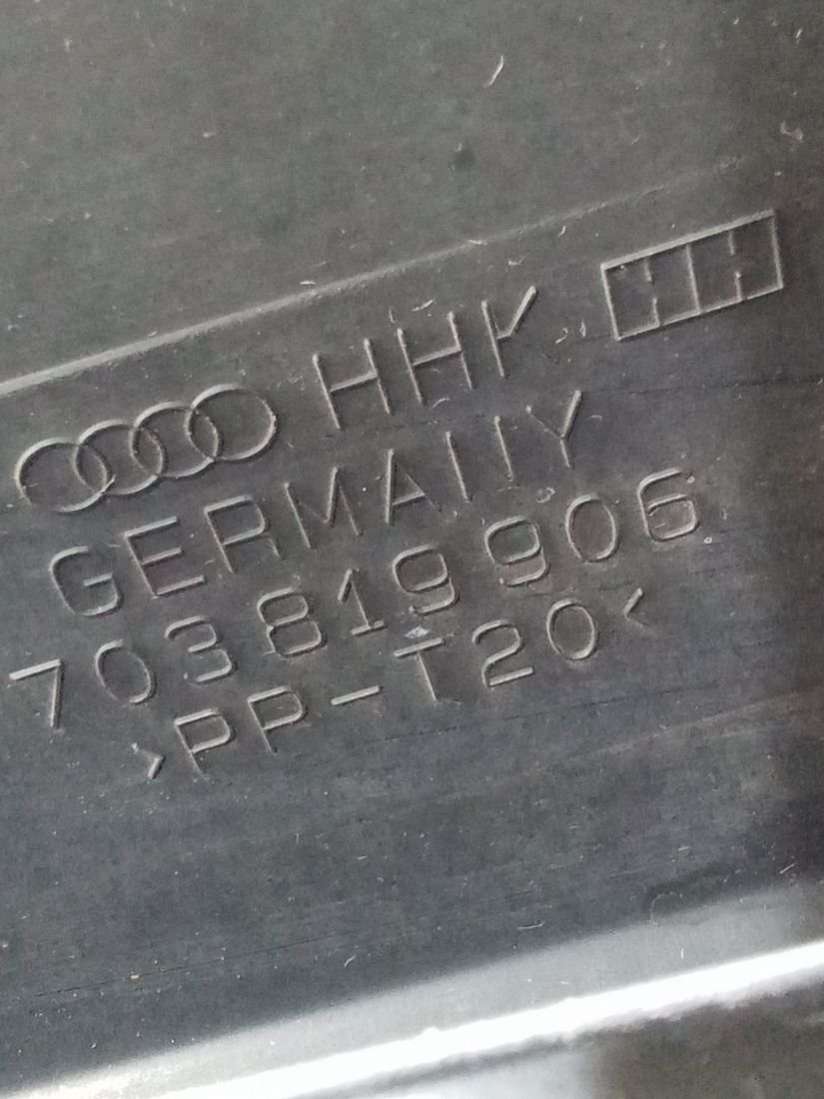 HHK HH
GERMANY
703819906
>PP-T20<